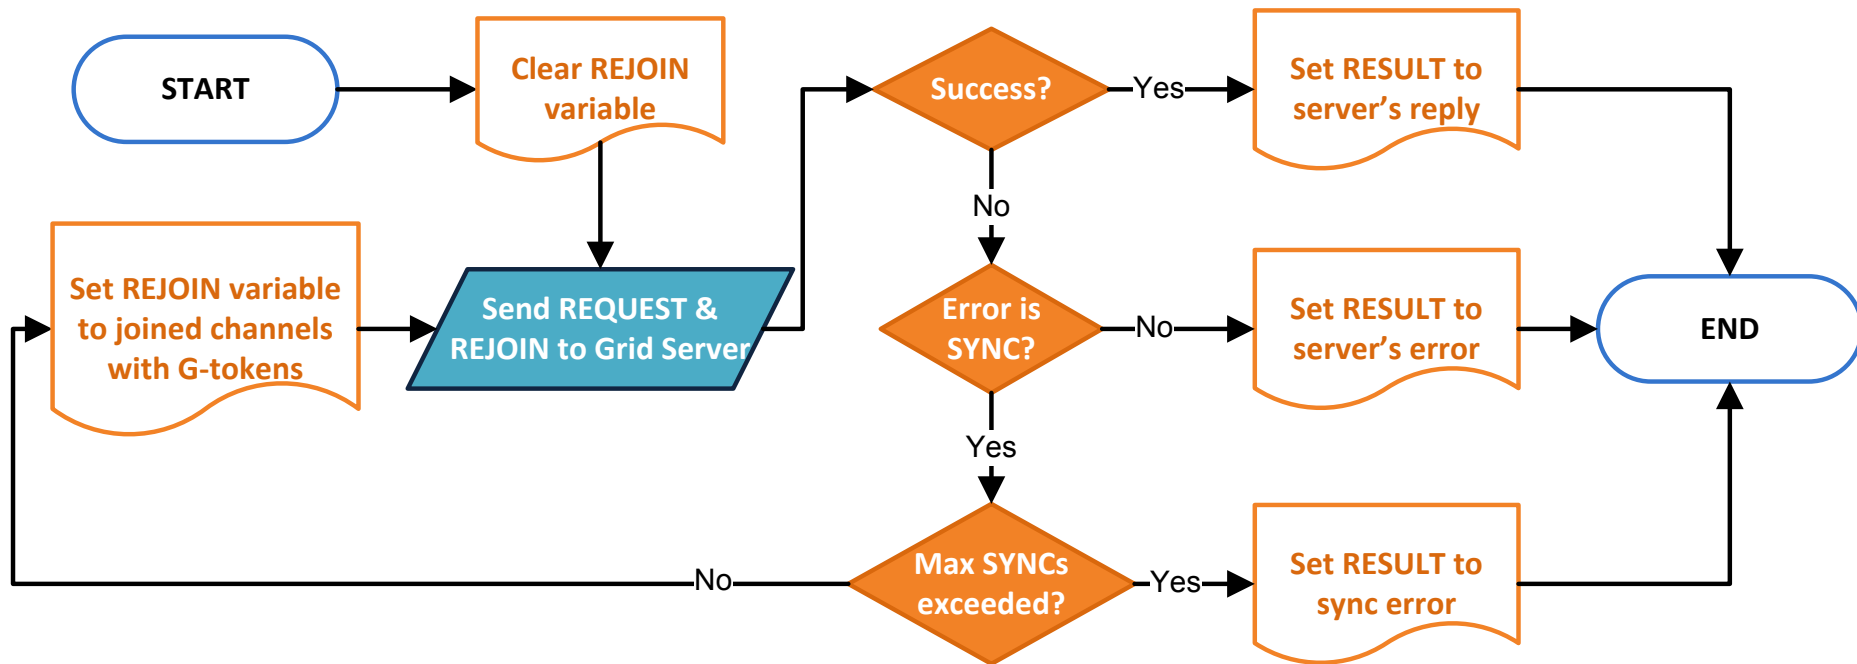 START
Clear REJOIN
variable
Success?
Yes
Set RESULT to
server’s reply
No
Set REJOIN variable
to joined channels
with G-tokens
Send REQUEST &
REJOIN to Grid Server
Error is
SYNC?
No
Set RESULT to
server’s error
END
Yes
No
Max SYNCs
exceeded?
Yes
Set RESULT to
sync error